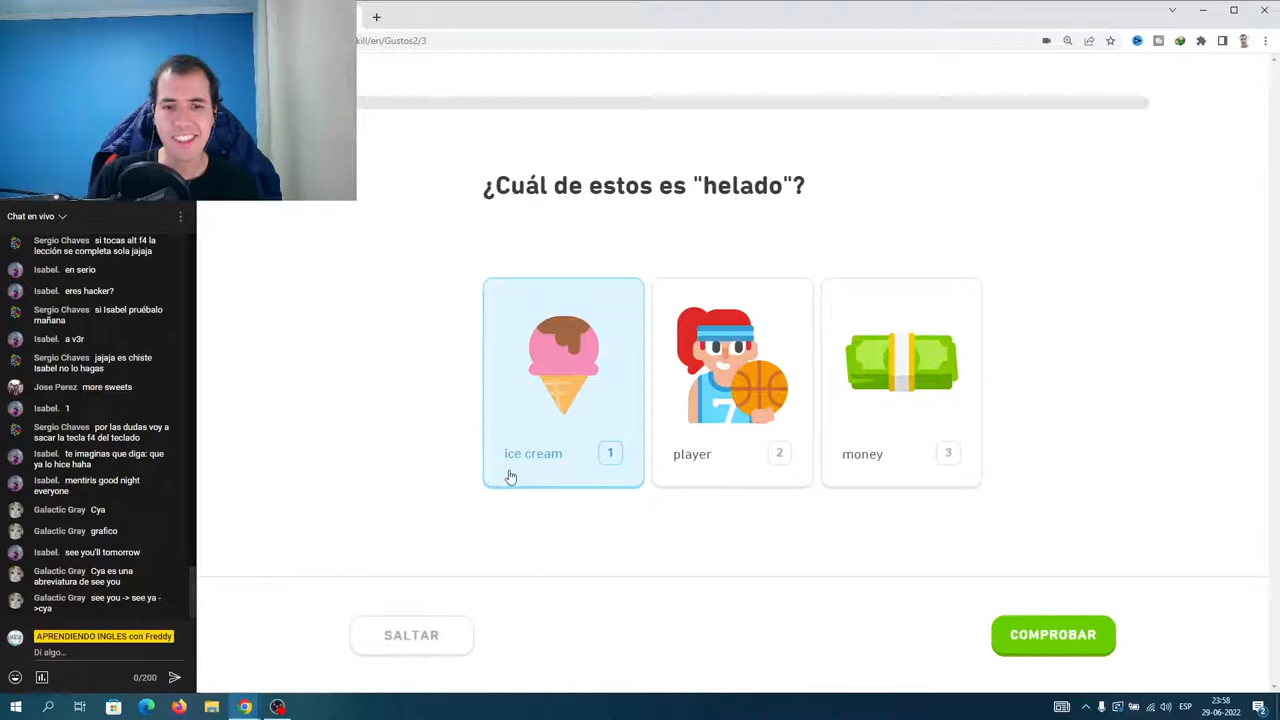 kill/en/Gustos2/3
Chat en vivo
Sergio Chaves si tocas alt f4 la
lección se completa sola jajaja
Isabel. en serio
Isabel. eres hacker?
Sergio Chaves si Isabel pruébalo
mañana
Isabel. a v3r
Sergio Chaves jajaja es chiste
Isabel no lo hagas
Jose Perez more sweets
Isabel. 1
Sergio Chaves por las dudas voy a
sacar la tecla f4 del teclado
Isabel. te imaginas que diga: que
ya lo hice haha
Isabel. mentiris good night
everyone
Galactic Gray Cya
Galactic Gray grafico
Isabel. see you'll tomorrow
Galactic Gray Cya es una
abreviatura de see you
Galactic Gray see you -> see ya -
>cya
APRENDIENDO INGLES con Freddy
Di algo...
0/200
¿Cuál de estos es "helado"?
7
ice cream 1
player 2
money 3
SALTAR
COMPROBAR
ESP
23:58
29-06-2022
2